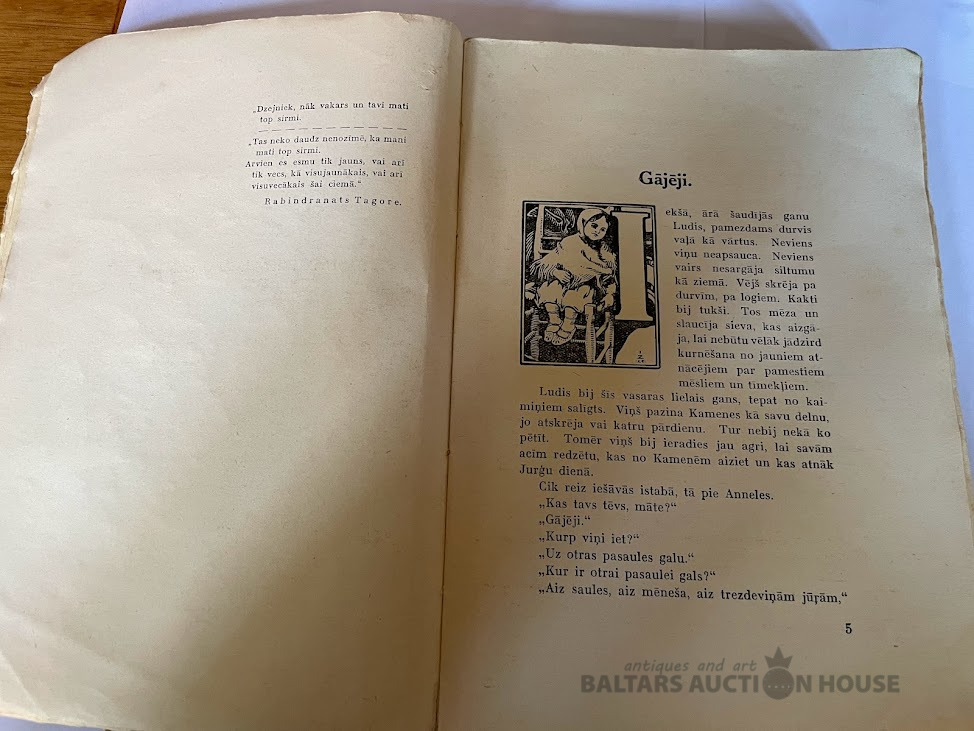 „Dzejniek, nāk vakars un tavi mati
top sirmi.
„Tas neko daudz nenozīmē, ka mani
mati top sirmi.
Arvien es esmu tik jauns, vai arī
tik vecs, kā visujaunākais, vai arī
visuvecākais šai ciemā.“
Rabindranats Tagore.
Gājēji.
I
ekšā, ārā šaudījās ganu
Ludis, pamezdams durvis
vaļā kā vārtus. Neviens
viņu neapsauca. Neviens
vairs nesargāja siltumu
kā ziemā. Vējš skrēja pa
durvīm, pa logiem. Kakti
bij tukši. Tos mēza un
slaucīja sieva, kas aizgā-
ja, lai nebūtu vēlāk jādzird
kurnēšana no jauniem at-
nācējiem par pamestiem
mēsliem un tīmekļiem.
Ludis bij šīs vasaras lielais gans, tepat no kai-
miņiem salīgts. Viņš pazina Kamenes kā savu delnu,
jo atskrēja vai katru pārdienu. Tur nebij nekā ko
pētīt. Tomēr viņš bij ieradies jau agri, lai savām
acīm redzētu, kas no Kamenēm aiziet un kas atnāk
Jurģu dienā.
Cik reiz iešāvās istabā, tā pie Anneles.
„Kas tavs tēvs, māte?“
„Gājēji.“
„Kurp viņi iet?“
„Uz otras pasaules galu.“
„Kur ir otrai pasaulei gals?“
„Aiz saules, aiz mēneša, aiz trezdeviņām jūŗām,“
5
antiques and art
BALTARS AUCTION HOUSE